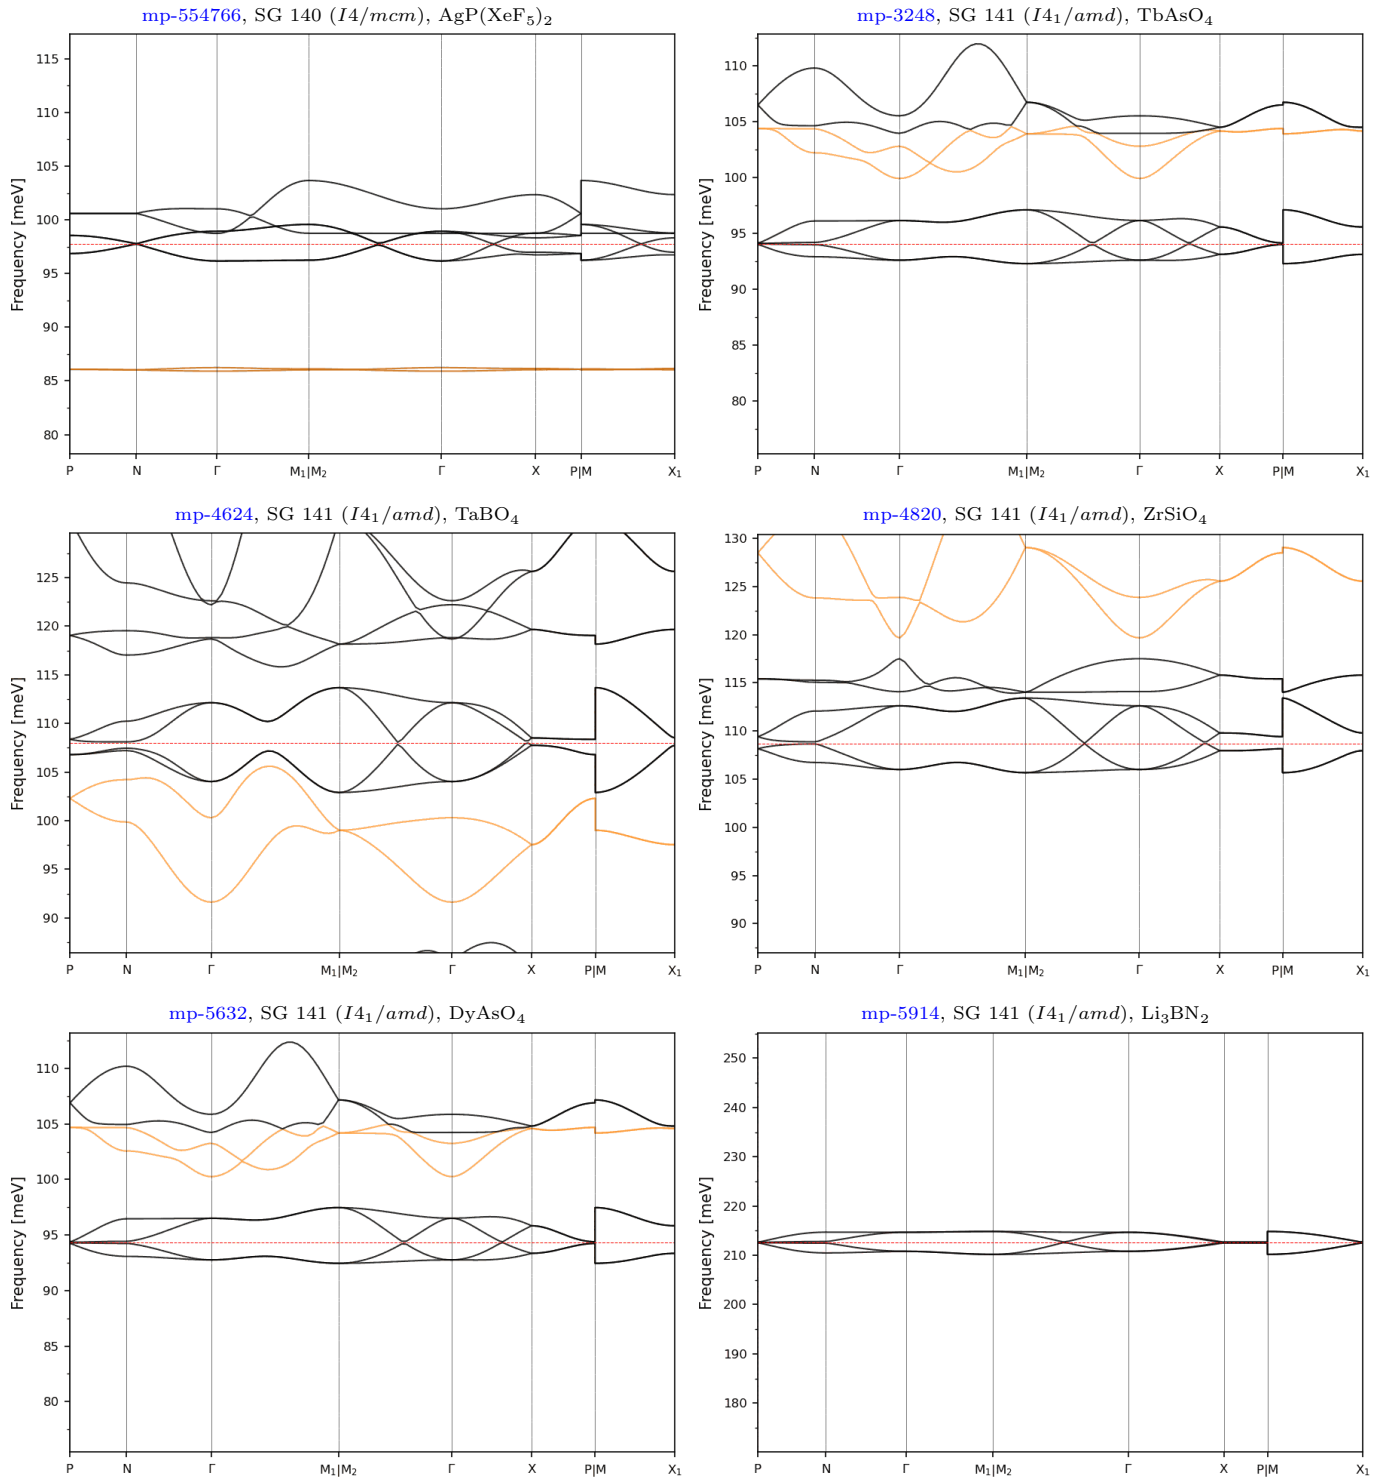 mp-554766, SG 140 (I4/mcm), AgP(XeF₅)₂
Frequency [meV]
115
110
105
100
95
90
85
80
P N Γ M₁|M₂ Γ X P|M X₁
mp-3248, SG 141 (I4₁/amd), TbAsO₄
Frequency [meV]
110
105
100
95
90
85
80
P N Γ M₁|M₂ Γ X P|M X₁
mp-4624, SG 141 (I4₁/amd), TaBO₄
Frequency [meV]
125
120
115
110
105
100
95
90
P N Γ M₁|M₂ Γ X P|M X₁
mp-4820, SG 141 (I4₁/amd), ZrSiO₄
Frequency [meV]
130
125
120
115
110
105
100
95
90
P N Γ M₁|M₂ Γ X P|M X₁
mp-5632, SG 141 (I4₁/amd), DyAsO₄
Frequency [meV]
110
105
100
95
90
85
80
P N Γ M₁|M₂ Γ X P|M X₁
mp-5914, SG 141 (I4₁/amd), Li₃BN₂
Frequency [meV]
250
240
230
220
210
200
190
180
P N Γ M₁|M₂ Γ X P|M X₁